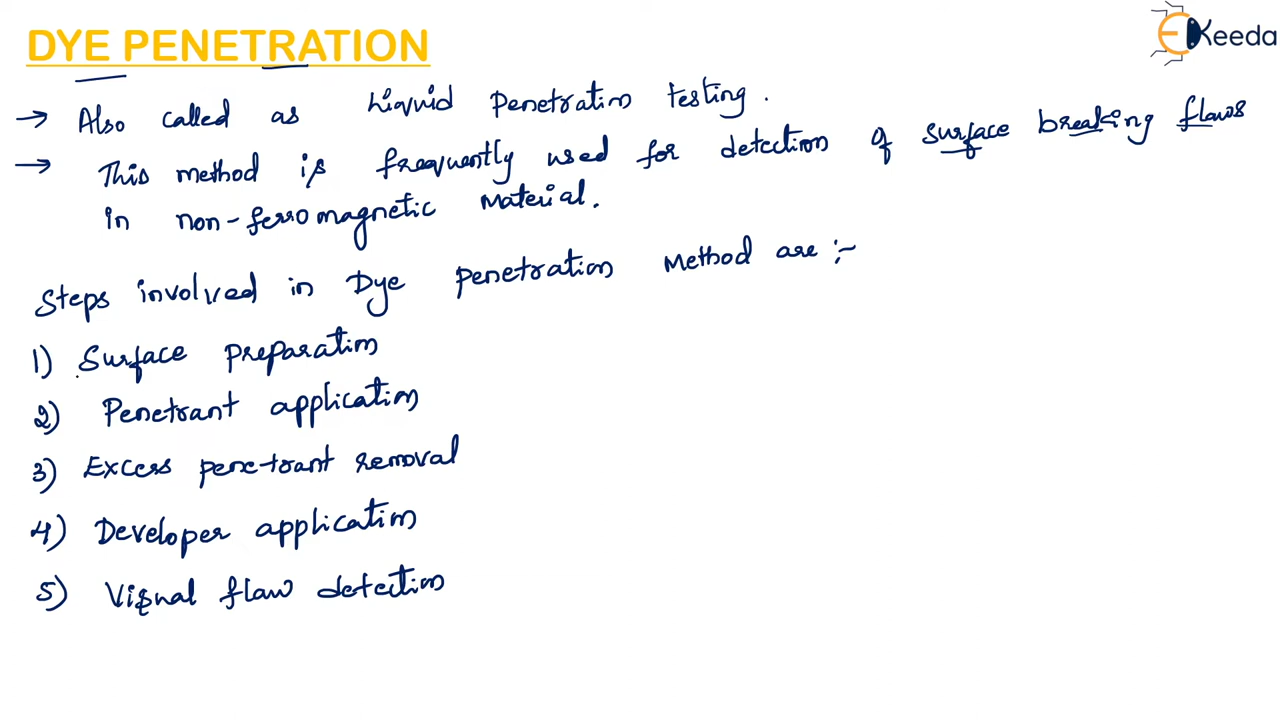 DYE PENETRATION
EKeeda
→ Also called as Liquid penetration testing.
→ This method is frequently used for detection of surface breaking flaws
in non-ferromagnetic material.
Steps involved in Dye penetration method are :-
1) Surface preparation
2) Penetrant application
3) Excess penetrant removal
4) Developer application
5) Visual flaw detection